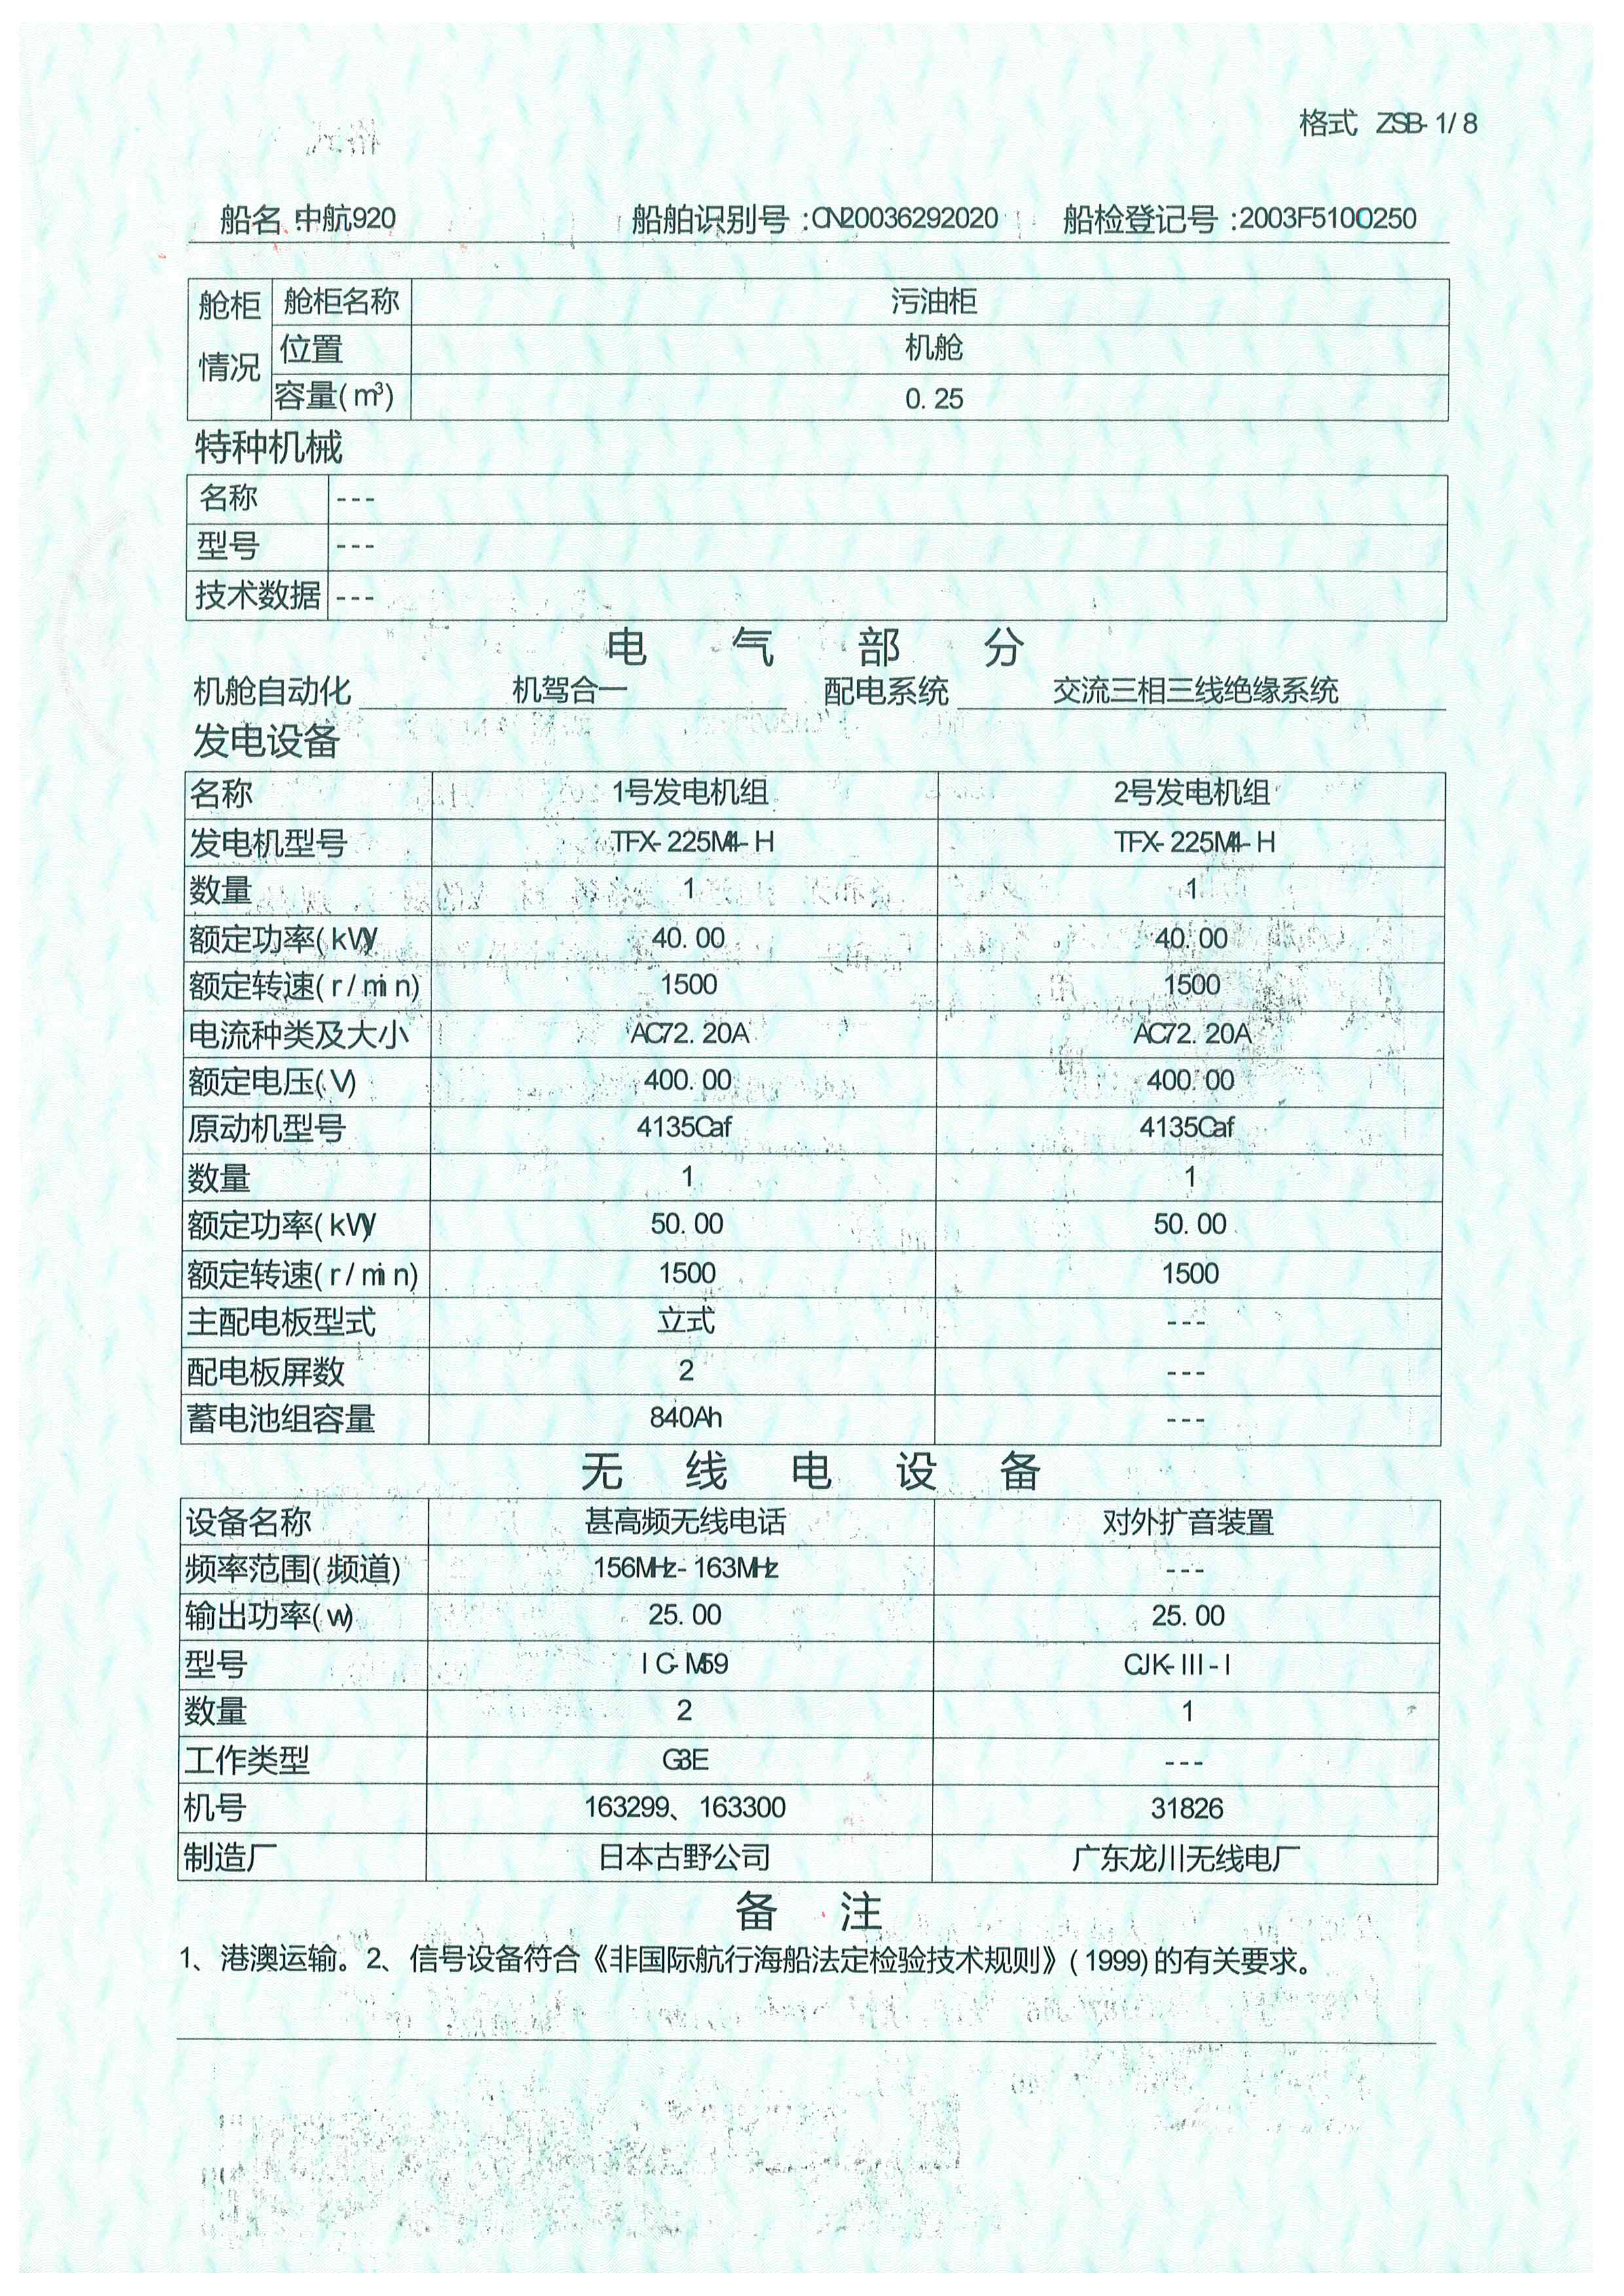 格式 ZSB-1/8
船名:中航920 船舶识别号:CN20036292020 船检登记号:2003F5100250
舱柜情况 舱柜名称 污油柜
位置 机舱
容量(m³) 0.25
特种机械
名称 ---
型号 ---
技术数据 ---
电气部分
机舱自动化 机驾合一 配电系统 交流三相三线绝缘系统
发电设备
名称 1号发电机组 2号发电机组
发电机型号 TFX-225M4-H TFX-225M4-H
数量 1 1
额定功率(kW) 40.00 40.00
额定转速(r/min) 1500 1500
电流种类及大小 AC72.20A AC72.20A
额定电压(V) 400.00 400.00
原动机型号 4135Caf 4135Caf
数量 1 1
额定功率(kW) 50.00 50.00
额定转速(r/min) 1500 1500
主配电板型式 立式 ---
配电板屏数 2 ---
蓄电池组容量 840Ah ---
无线电设备
设备名称 甚高频无线电话 对外扩音装置
频率范围(频道) 156MHz-163MHz ---
输出功率(w) 25.00 25.00
型号 IC-M59 CJK-III-I
数量 2 1
工作类型 G3E ---
机号 163299、163300 31826
制造厂 日本古野公司 广东龙川无线电厂
备注
1、港澳运输。2、信号设备符合《非国际航行海船法定检验技术规则》(1999)的有关要求。